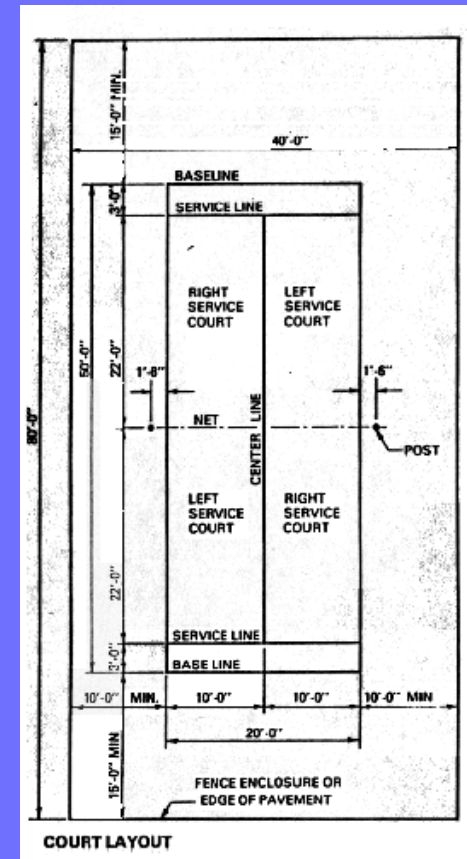 15'-0" MIN.
40'-0"
BASELINE
3'-0"
SERVICE LINE
RIGHT
SERVICE
COURT
LEFT
SERVICE
COURT
80'-0"
50'-0"
22'-0"
1'-6"
1'-6"
NET
CENTER LINE
POST
LEFT
SERVICE
COURT
RIGHT
SERVICE
COURT
22'-0"
SERVICE LINE
3'-0"
BASE LINE
10'-0" MIN.
10'-0"
10'-0"
10'-0" MIN
20'-0"
15'-0" MIN
FENCE ENCLOSURE OR
EDGE OF PAVEMENT
COURT LAYOUT